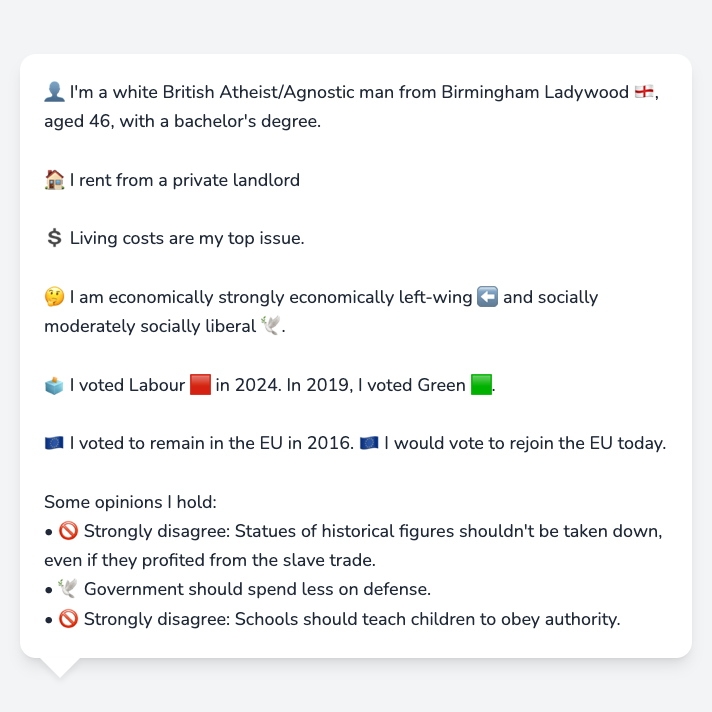 👤 I'm a white British Atheist/Agnostic man from Birmingham Ladywood 🏴󠁧󠁢󠁥󠁮󠁧󠁿,
aged 46, with a bachelor's degree.
🏠 I rent from a private landlord
💲 Living costs are my top issue.
🤔 I am economically strongly economically left-wing ⬅️ and socially
moderately socially liberal 🕊️.
🗳️ I voted Labour 🟥 in 2024. In 2019, I voted Green 🟩.
🇪🇺 I voted to remain in the EU in 2016. 🇪🇺 I would vote to rejoin the EU today.
Some opinions I hold:
• 🚫 Strongly disagree: Statues of historical figures shouldn't be taken down,
even if they profited from the slave trade.
• 🕊️ Government should spend less on defense.
• 🚫 Strongly disagree: Schools should teach children to obey authority.